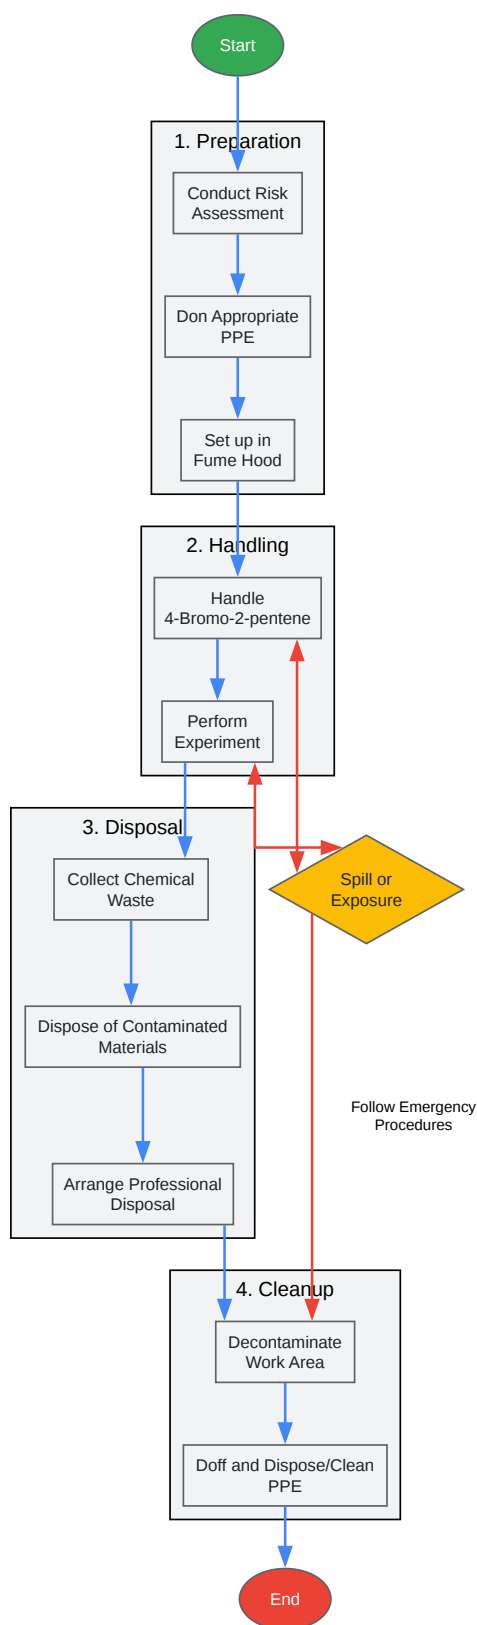 Start
1. Preparation
Conduct Risk
Assessment
Don Appropriate
PPE
Set up in
Fume Hood
2. Handling
Handle
4-Bromo-2-pentene
Perform
Experiment
3. Disposal
Collect Chemical
Waste
Spill or
Exposure
Dispose of Contaminated
Materials
Follow Emergency
Procedures
Arrange Professional
Disposal
4. Cleanup
Decontaminate
Work Area
Doff and Dispose/Clean
PPE
End